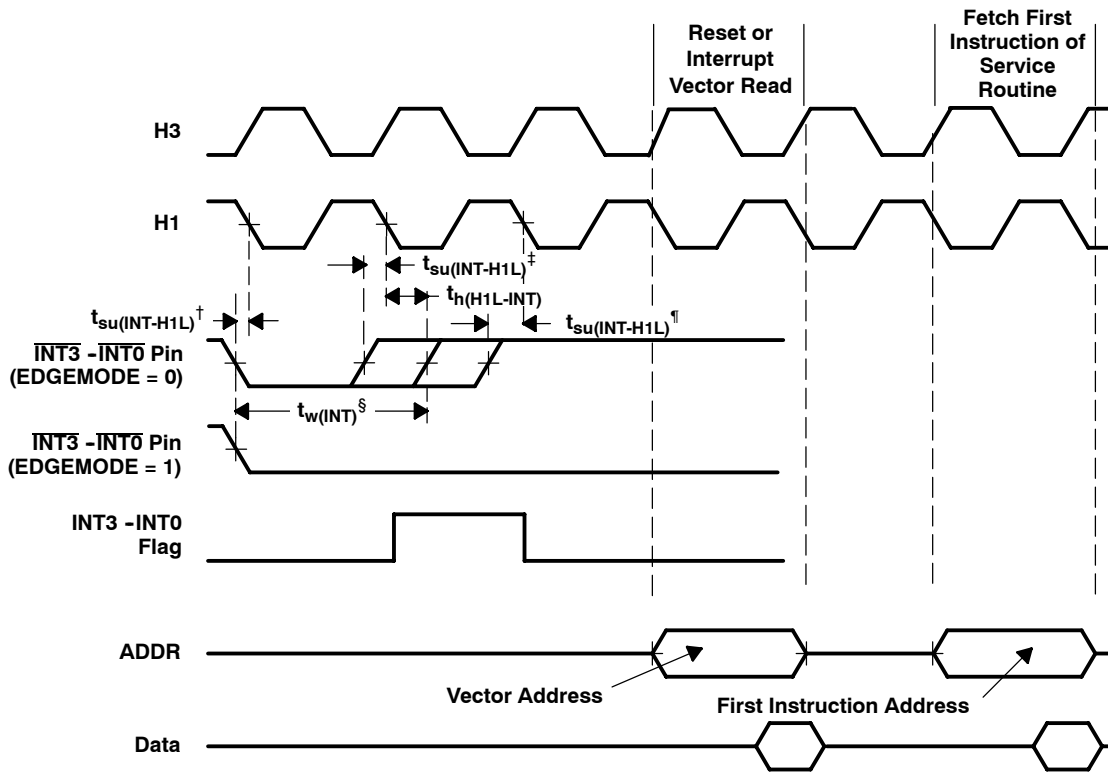 Reset or
Interrupt
Vector Read
Fetch First
Instruction of
Service
Routine
H3
H1
tsu(INT-H1L)‡
th(H1L-INT)
tsu(INT-H1L)†
tsu(INT-H1L)¶
INT3 -INT0 Pin
(EDGEMODE = 0)
tw(INT)§
INT3 -INT0 Pin
(EDGEMODE = 1)
INT3 -INT0
Flag
ADDR
Vector Address
First Instruction Address
Data